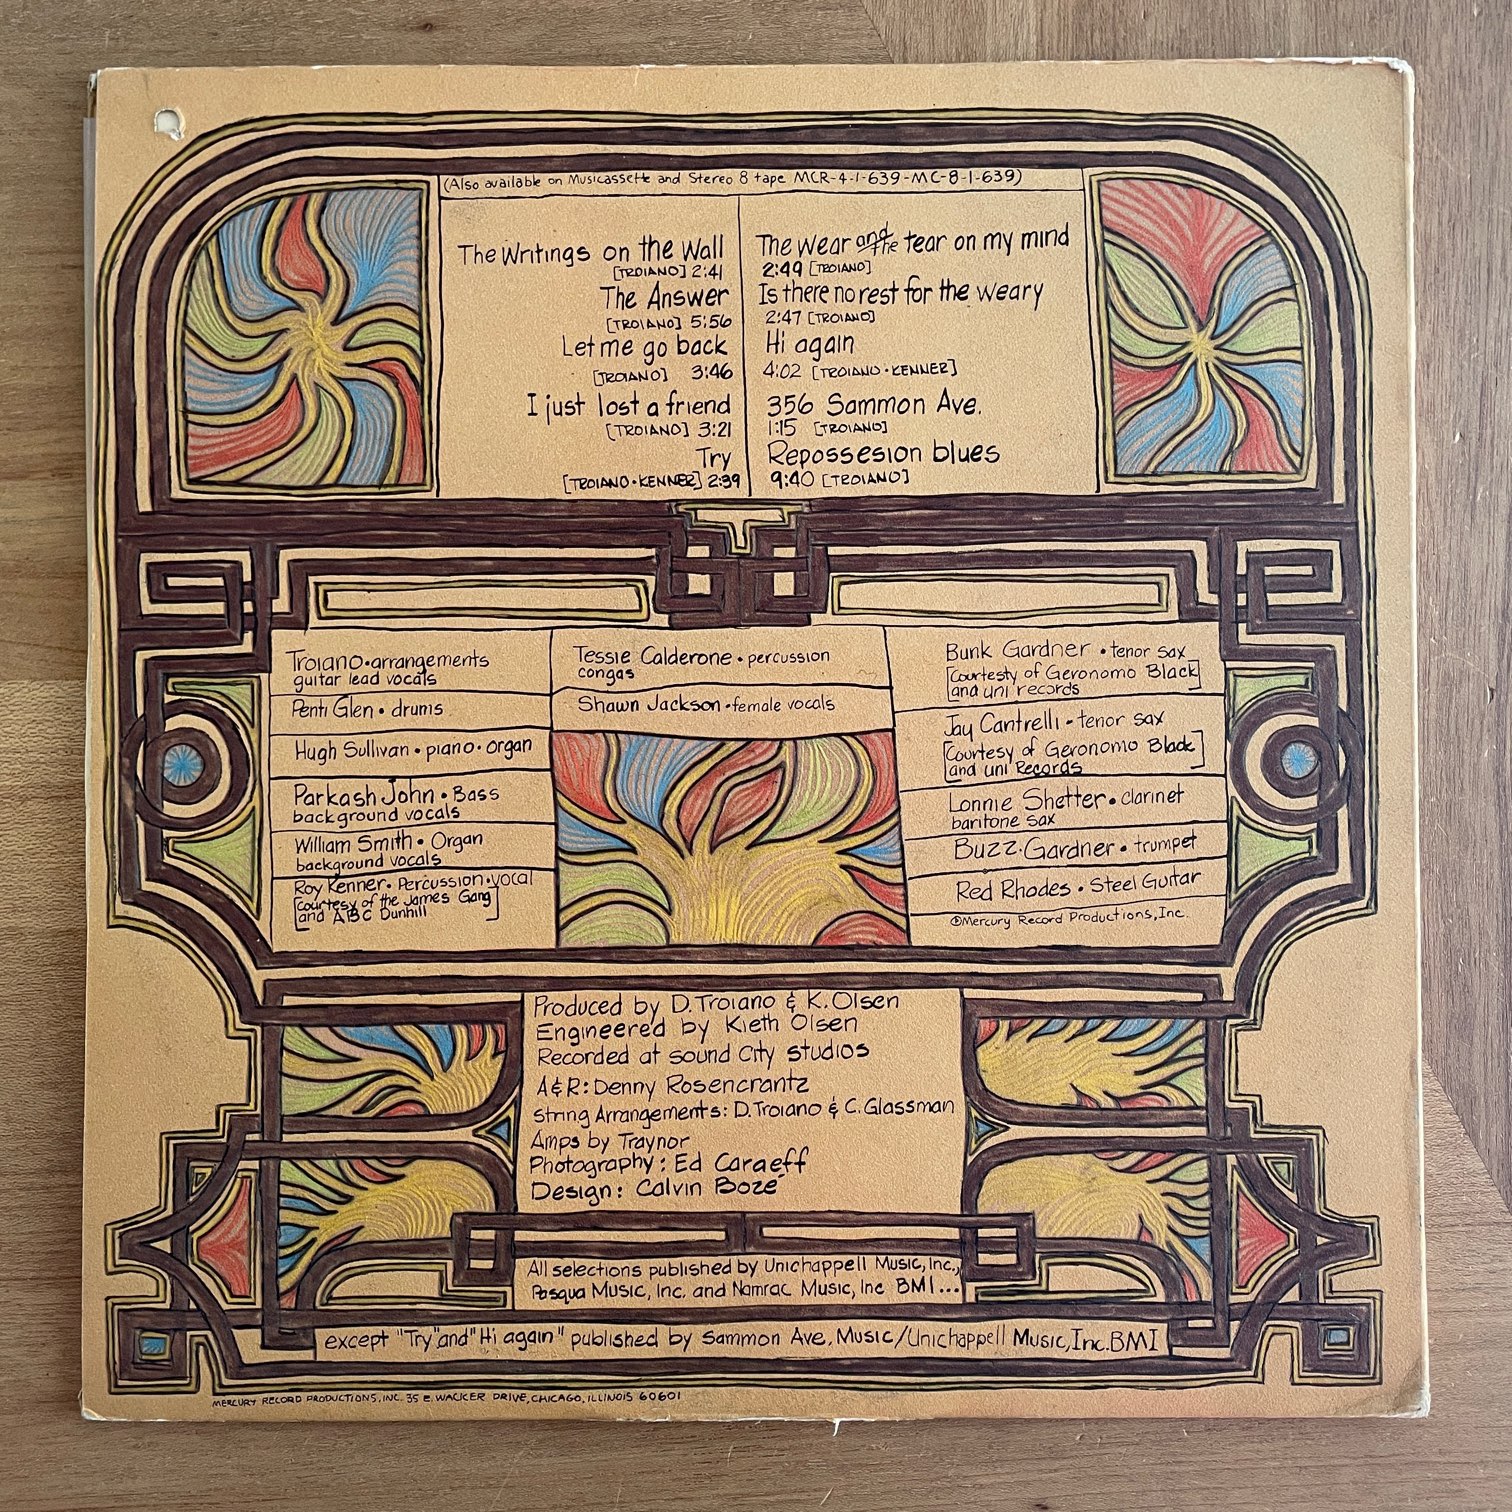 (Also available on Musicassette and Stereo 8 tape MCR-4-1-639-MC-8-1-639)
The Writings on the Wall
[TROIANO] 2:41
The Answer
[TROIANO] 5:56
Let me go back
[TROIANO] 3:46
I just lost a friend
[TROIANO] 3:21
Try
[TROIANO·KENNER] 2:39
The wear and the tear on my mind
2:49 [TROIANO]
Is there no rest for the weary
2:47 [TROIANO]
Hi again
4:02 [TROIANO·KENNER]
356 Sammon Ave.
1:15 [TROIANO]
Repossesion blues
9:40 [TROIANO]
Troiano·arrangements
guitar lead vocals
Penti Glen · drums
Hugh Sullivan · piano · organ
Parkash John · Bass
background vocals
William Smith · Organ
background vocals
Roy Kenner · Percussion · vocal
[courtesy of the James Gang]
and ABC Dunhill
Tessie Calderone · percussion
congas
Shawn Jackson · female vocals
Bunk Gardner · tenor sax
[Courtesty of Geronomo Black]
and uni records
Jay Cantrelli · tenor sax
[Courtesy of Geronomo Black]
and uni Records
Lonnie Shetter · clarinet
baritone sax
Buzz·Gardner · trumpet
Red Rhodes · Steel Guitar
℗Mercury Record Productions, Inc.
Produced by D. Troiano & K. Olsen
Engineered by Kieth Olsen
Recorded at sound City studios
A&R: Denny Rosencrantz
String Arrangements: D. Troiano & C. Glassman
Amps by Traynor
Photography: Ed Caraeff
Design: Calvin Bozé
All selections published by Unichappell Music, Inc.,
Pasqua Music, Inc. and Namrac Music, Inc BMI...
except "Try" and "Hi again" published by Sammon Ave. Music/Unichappell Music, Inc. BMI
MERCURY RECORD PRODUCTIONS, INC. 35 E. WACKER DRIVE, CHICAGO, ILLINOIS 60601